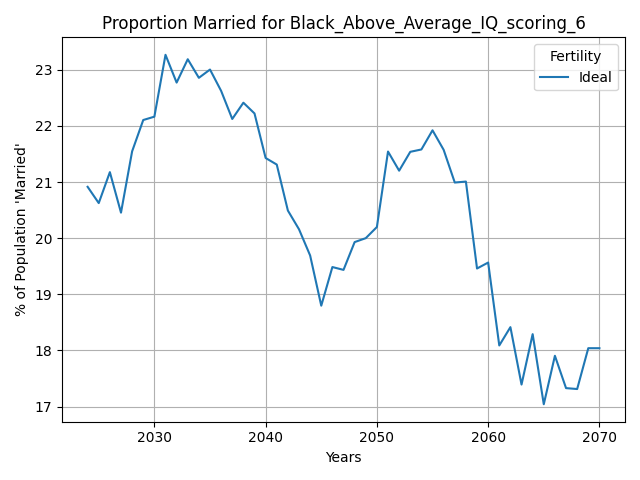 Proportion Married for Black_Above_Average_IQ_scoring_6
Fertility
Ideal
% of Population 'Married'
23
22
21
20
19
18
17
2030 2040 2050 2060 2070
Years